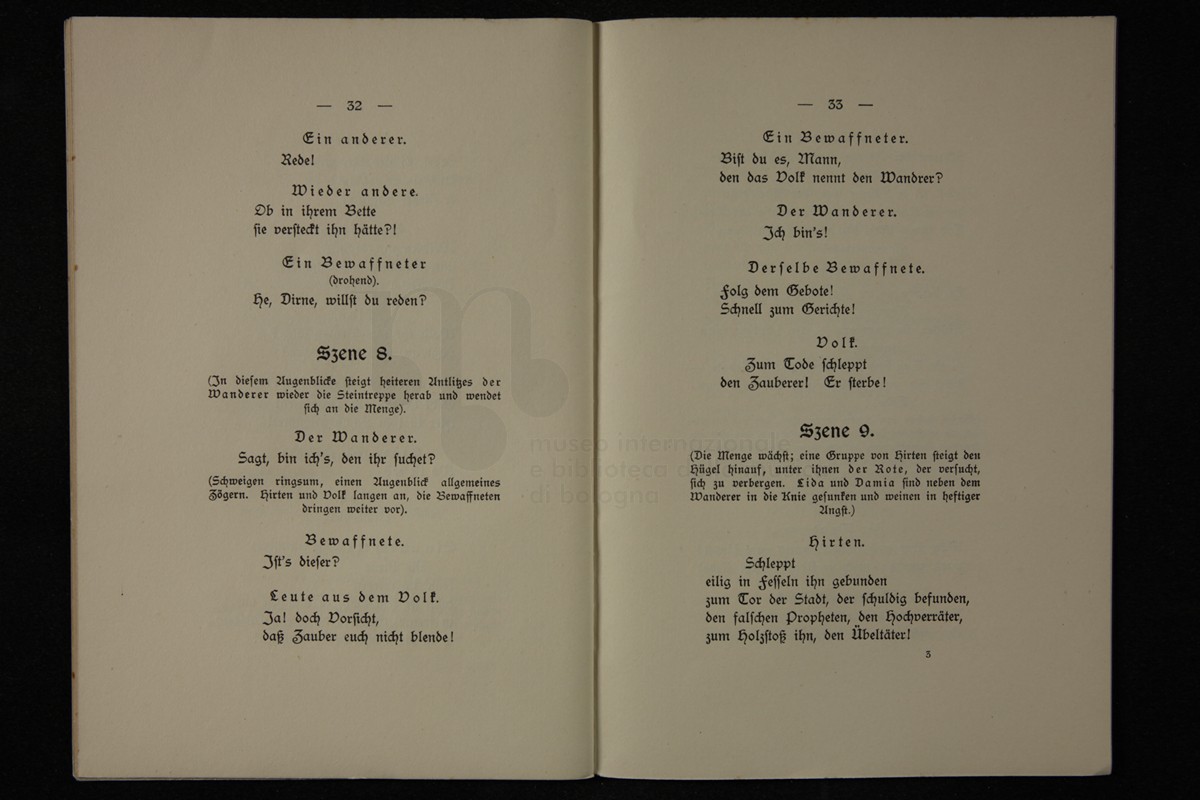 — 32 —
Ein anderer.
Rede!
Wieder andere.
Ob in ihrem Bette
sie versteckt ihn hätte?!
Ein Bewaffneter
(drohend).
He, Dirne, willst du reden?
Szene 8.
(In diesem Augenblicke steigt heiteren Antlitzes der
Wanderer wieder die Steintreppe herab und wendet
sich an die Menge).
Der Wanderer.
Sagt, bin ich's, den ihr suchet?
(Schweigen ringsum, einen Augenblick allgemeines
Zögern. Hirten und Volk langen an, die Bewaffneten
dringen weiter vor).
Bewaffnete.
Ist's dieser?
Leute aus dem Volk.
Ja! doch Vorsicht,
daß Zauber euch nicht blende!
— 33 —
Ein Bewaffneter.
Bist du es, Mann,
den das Volk nennt den Wandrer?
Der Wanderer.
Ich bin's!
Derselbe Bewaffnete.
Folg dem Gebote!
Schnell zum Gerichte!
Volk.
Zum Tode schleppt
den Zauberer! Er sterbe!
Szene 9.
(Die Menge wächst; eine Gruppe von Hirten steigt den
Hügel hinauf, unter ihnen der Rote, der versucht,
sich zu verbergen. Lida und Damia sind neben dem
Wanderer in die Knie gesunken und weinen in heftiger
Angst.)
Hirten.
Schleppt
eilig in Fesseln ihn gebunden
zum Tor der Stadt, der schuldig befunden,
den falschen Propheten, den Hochverräter,
zum Holzstoß ihn, den Übeltäter!
3
museo internazionale
e biblioteca della musica
di bologna